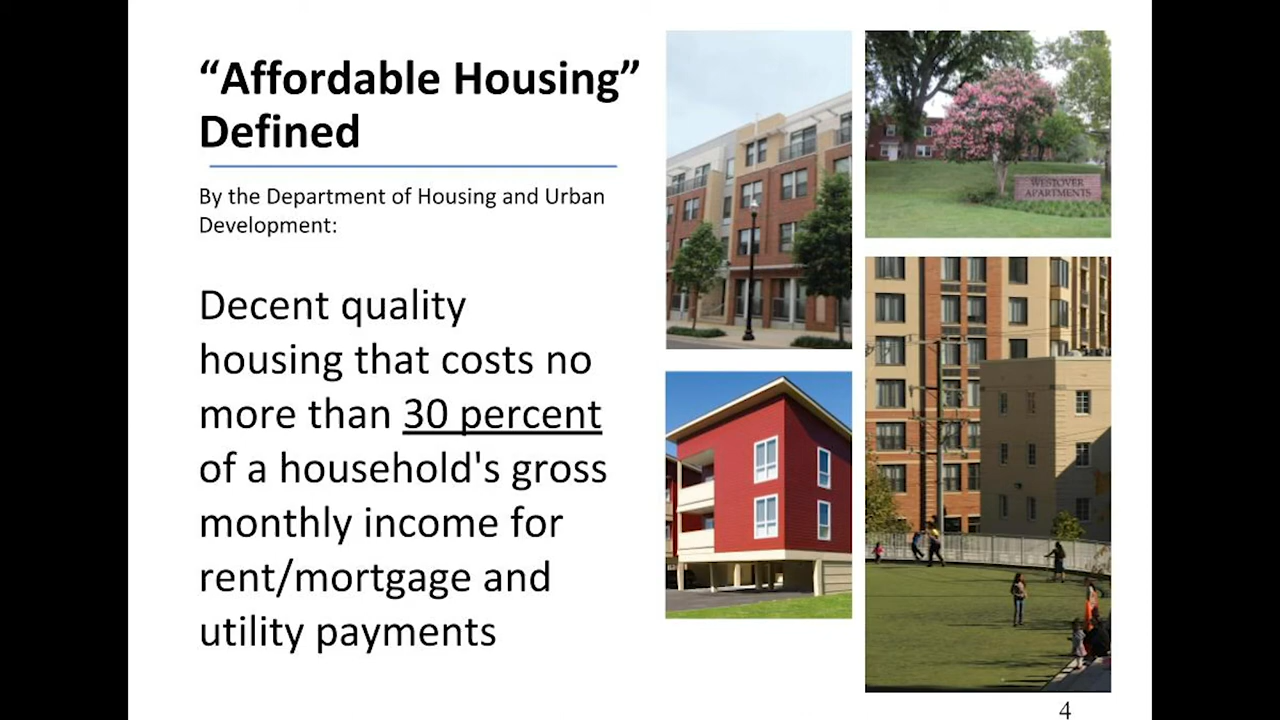 “Affordable Housing”
Defined
By the Department of Housing and Urban
Development:
Decent quality
housing that costs no
more than 30 percent
of a household's gross
monthly income for
rent/mortgage and
utility payments
WESTOVER
APARTMENTS
4